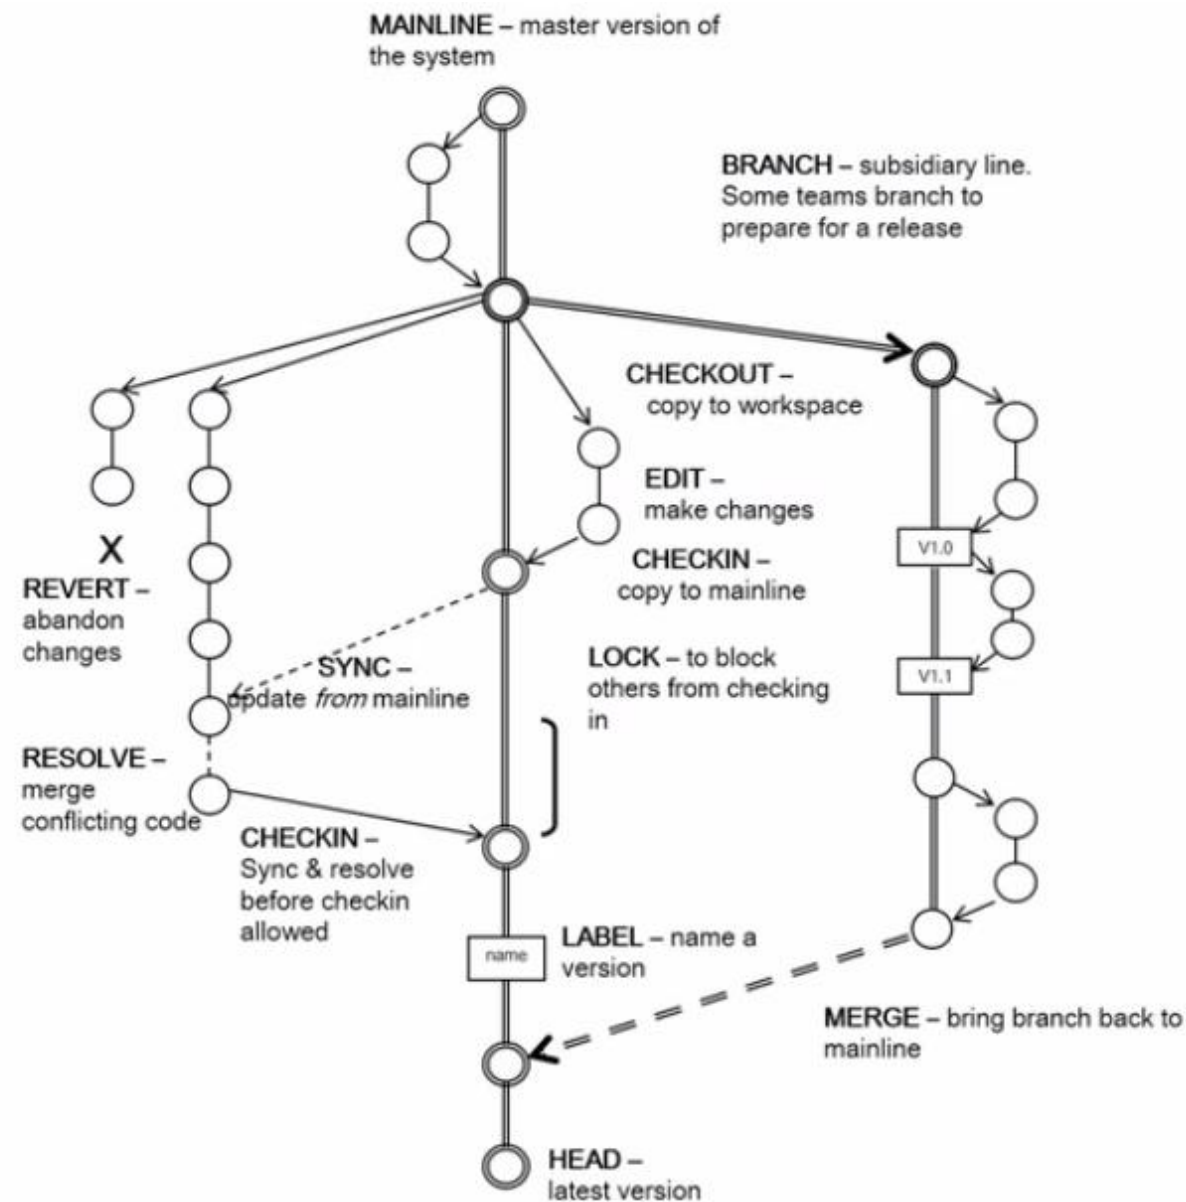 MAINLINE – master version of
the system
BRANCH – subsidiary line.
Some teams branch to
prepare for a release
CHECKOUT –
copy to workspace
EDIT –
make changes
CHECKIN –
copy to mainline
V1.0
X
REVERT –
abandon
changes
SYNC –
update from mainline
LOCK – to block
others from checking
in
V1.1
RESOLVE –
merge
conflicting code
CHECKIN –
Sync & resolve
before checkin
allowed
name
LABEL – name a
version
MERGE – bring branch back to
mainline
HEAD –
latest version